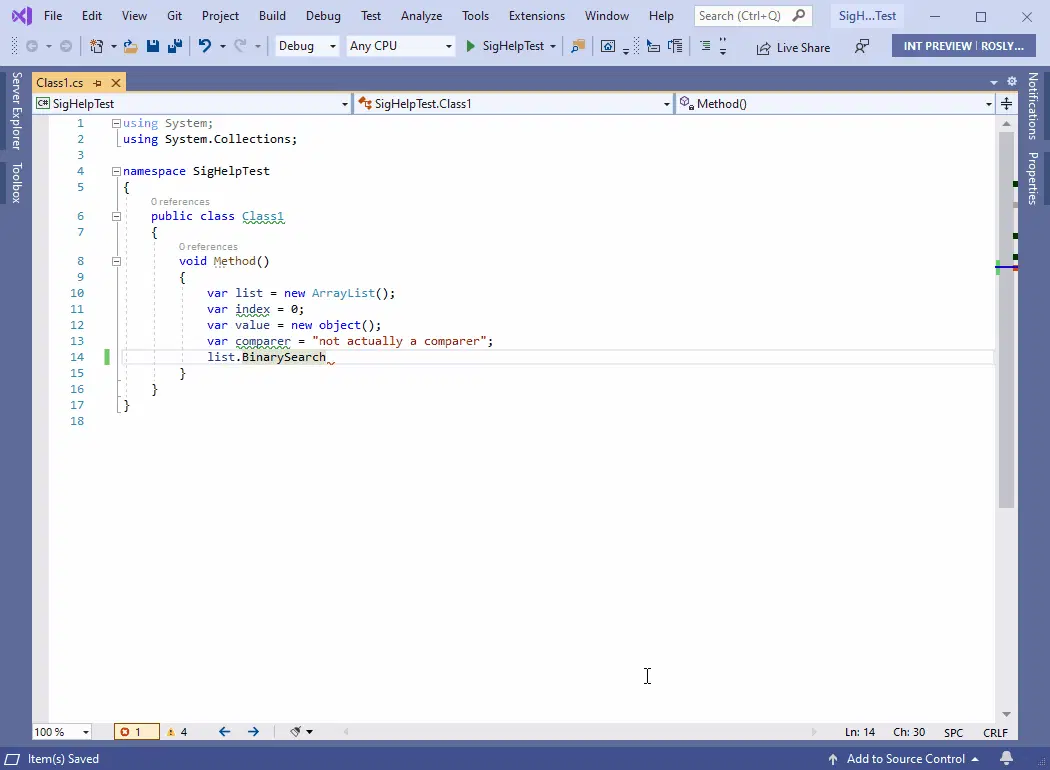 File Edit View Git Project Build Debug Test Analyze Tools Extensions Window Help Search (Ctrl+Q) SigH...Test
Debug Any CPU SigHelpTest Live Share INT PREVIEW | ROSLY...
Server Explorer
Toolbox
Class1.cs
SigHelpTest SigHelpTest.Class1 Method()
1 using System;
2 using System.Collections;
3
4 namespace SigHelpTest
5 {
0 references
6 public class Class1
7 {
0 references
8 void Method()
9 {
10 var list = new ArrayList();
11 var index = 0;
12 var value = new object();
13 var comparer = "not actually a comparer";
14 list.BinarySearch
15 }
16 }
17 }
18
Notifications
Properties
100 % 1 4 Ln: 14 Ch: 30 SPC CRLF
Item(s) Saved Add to Source Control